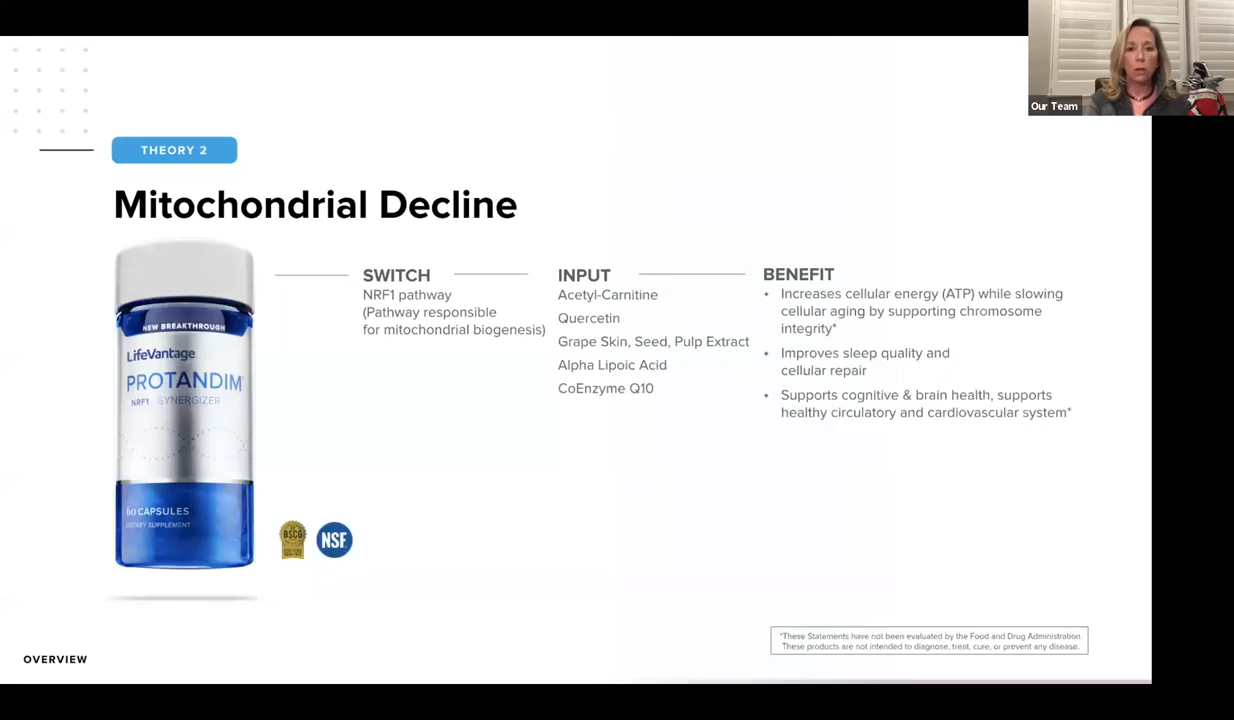 Our Team
THEORY 2
Mitochondrial Decline
NEW BREAKTHROUGH
LifeVantage
PROTANDIM
NRF1 SYNERGIZER
60 CAPSULES
DIETARY SUPPLEMENT
BSCG
NSF
SWITCH
NRF1 pathway
(Pathway responsible
for mitochondrial biogenesis)
INPUT
Acetyl-Carnitine
Quercetin
Grape Skin, Seed, Pulp Extract
Alpha Lipoic Acid
CoEnzyme Q10
BENEFIT
• Increases cellular energy (ATP) while slowing
cellular aging by supporting chromosome
integrity*
• Improves sleep quality and
cellular repair
• Supports cognitive & brain health, supports
healthy circulatory and cardiovascular system*
*These Statements have not been evaluated by the Food and Drug Administration.
These products are not intended to diagnose, treat, cure, or prevent any disease.
OVERVIEW